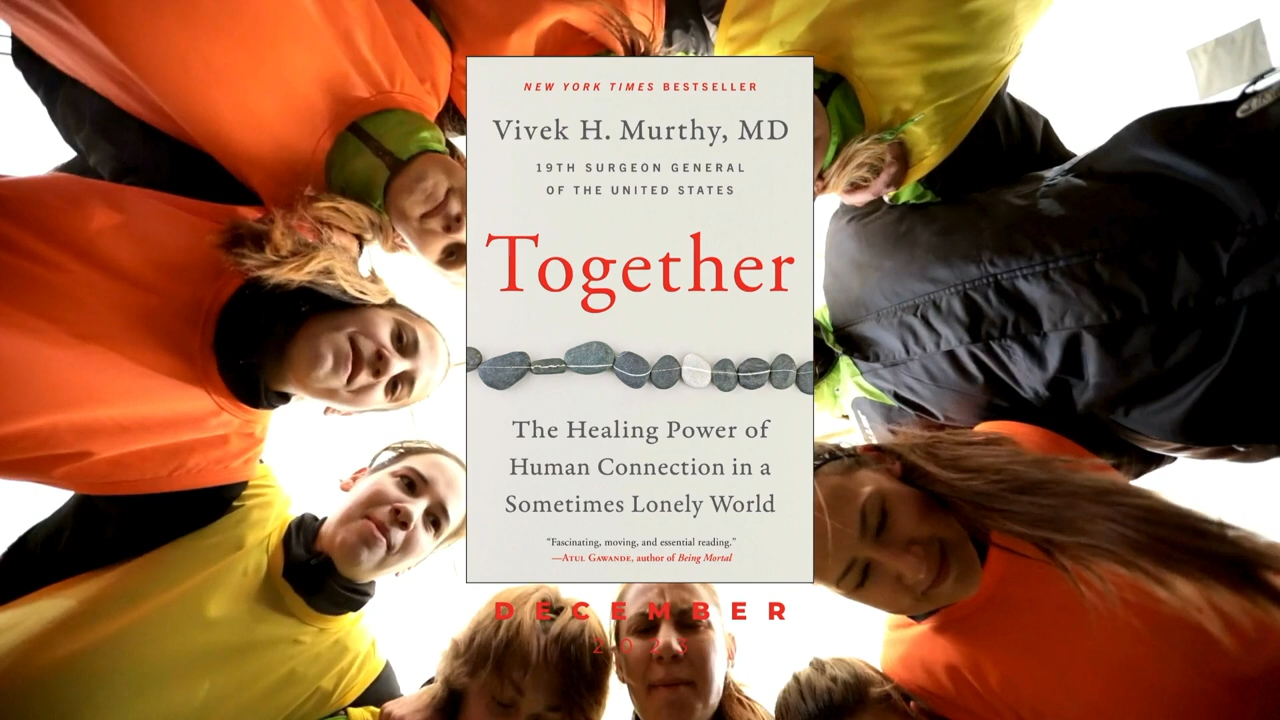 NEW YORK TIMES BESTSELLER
Vivek H. Murthy, MD
19TH SURGEON GENERAL
OF THE UNITED STATES
Together
The Healing Power of
Human Connection in a
Sometimes Lonely World
“Fascinating, moving, and essential reading.”
—ATUL GAWANDE, author of Being Mortal
DECEMBER
2023